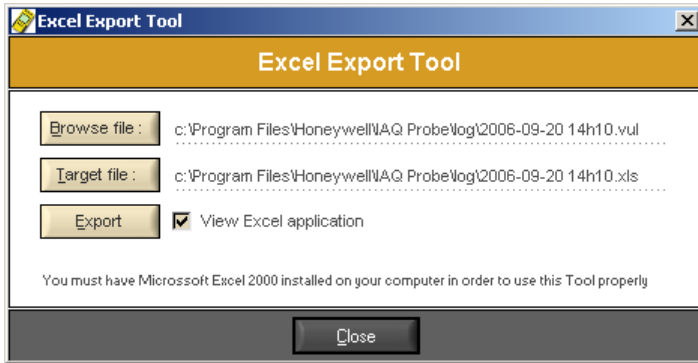 Excel Export Tool
Excel Export Tool
Browse file :
c:\Program Files\Honeywell\IAQ Probe\log\2006-09-20 14h10.vul
Target file :
c:\Program Files\Honeywell\IAQ Probe\log\2006-09-20 14h10.xls
Export
View Excel application
You must have Microssoft Excel 2000 installed on your computer in order to use this Tool properly
Close